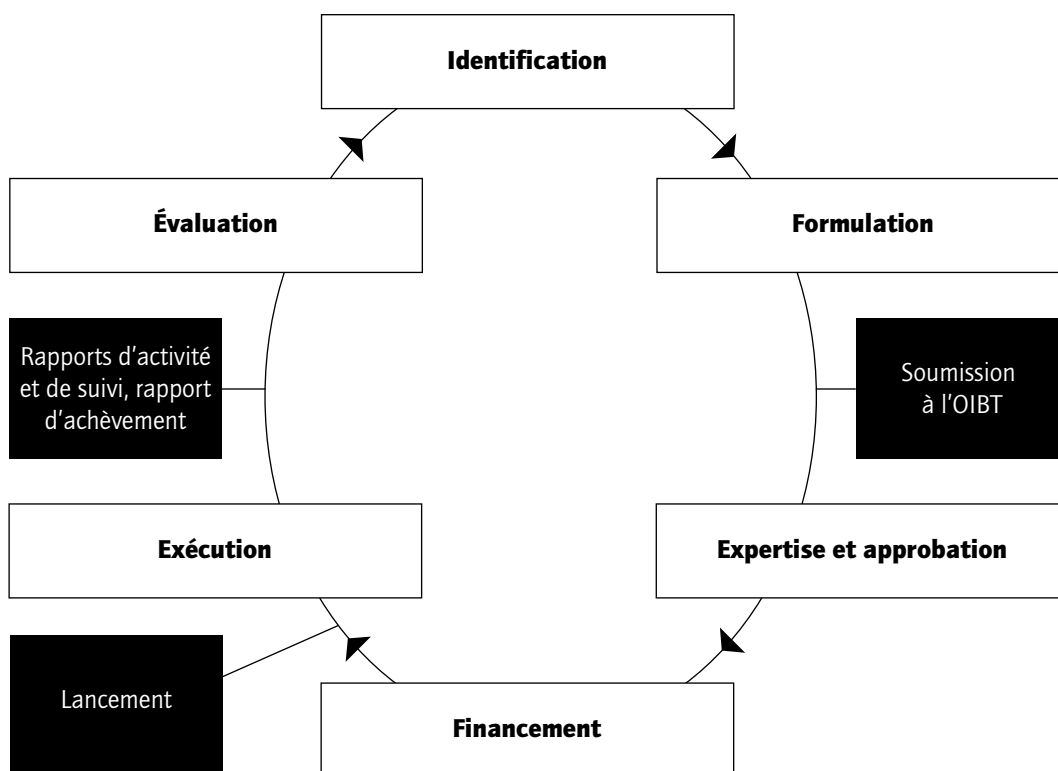 Identification
Évaluation
Formulation
Rapports d'activité
et de suivi, rapport
d'achèvement
Soumission
à l'OIBT
Exécution
Expertise et approbation
Lancement
Financement